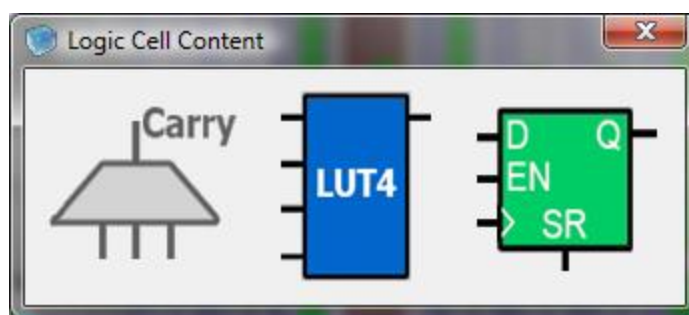 Logic Cell Content
Carry
LUT4
D Q
EN
SR